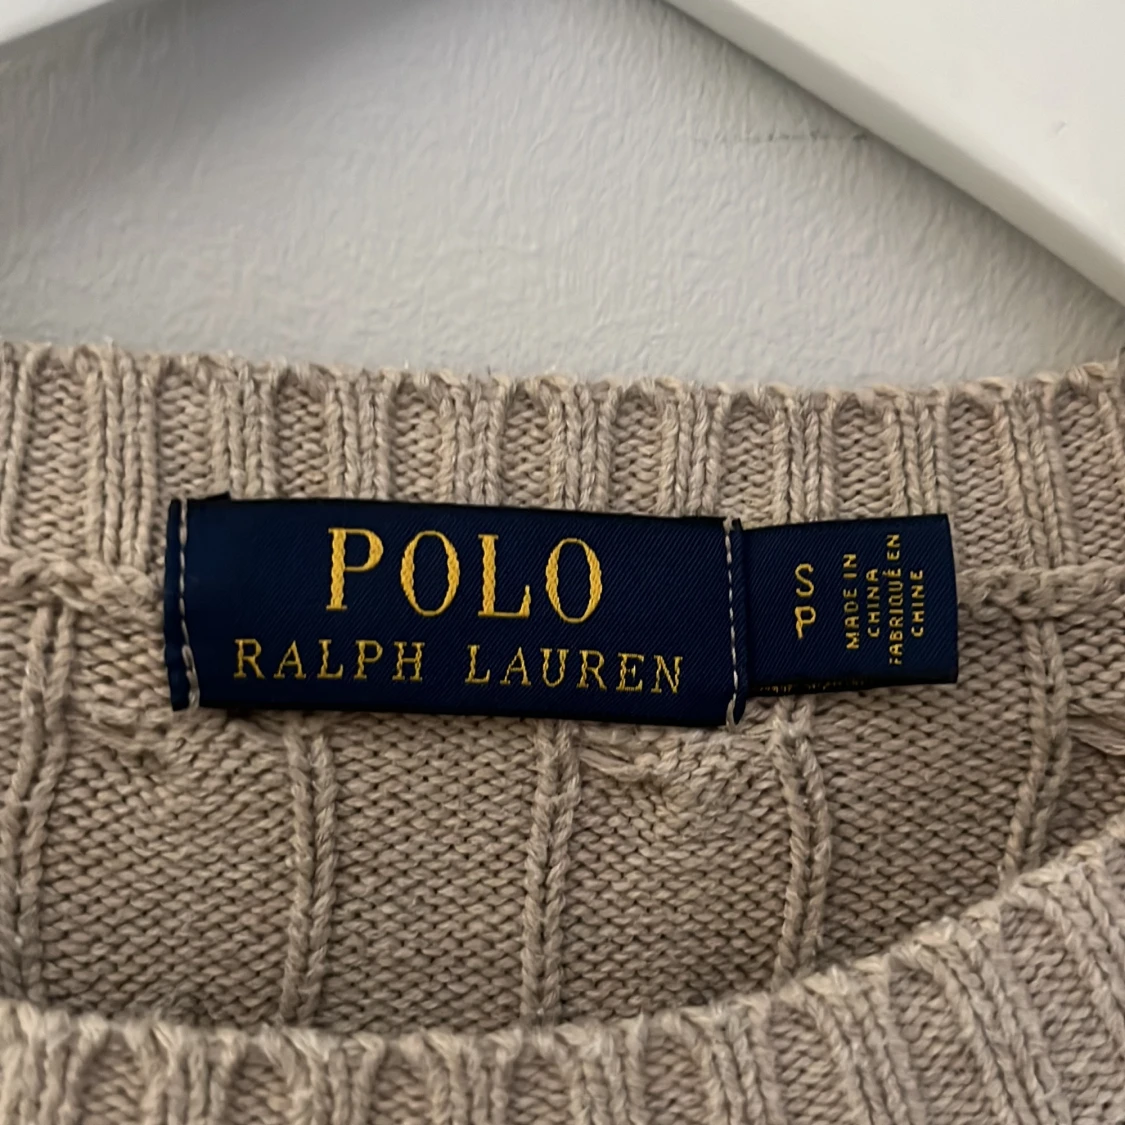 POLO
RALPH LAUREN
S
P
MADE IN
CHINA
FABRIQUÉ EN
CHINE